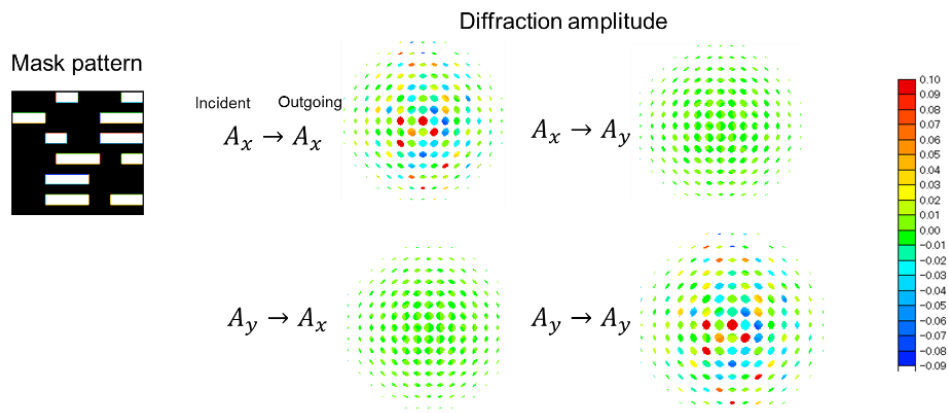 Diffraction amplitude
Mask pattern
Incident
Outgoing
A_x → A_x
A_x → A_y
A_y → A_x
A_y → A_y
0.10
0.09
0.08
0.07
0.06
0.05
0.04
0.03
0.02
0.01
0.00
−0.01
−0.02
−0.03
−0.04
−0.05
−0.06
−0.07
−0.08
−0.09